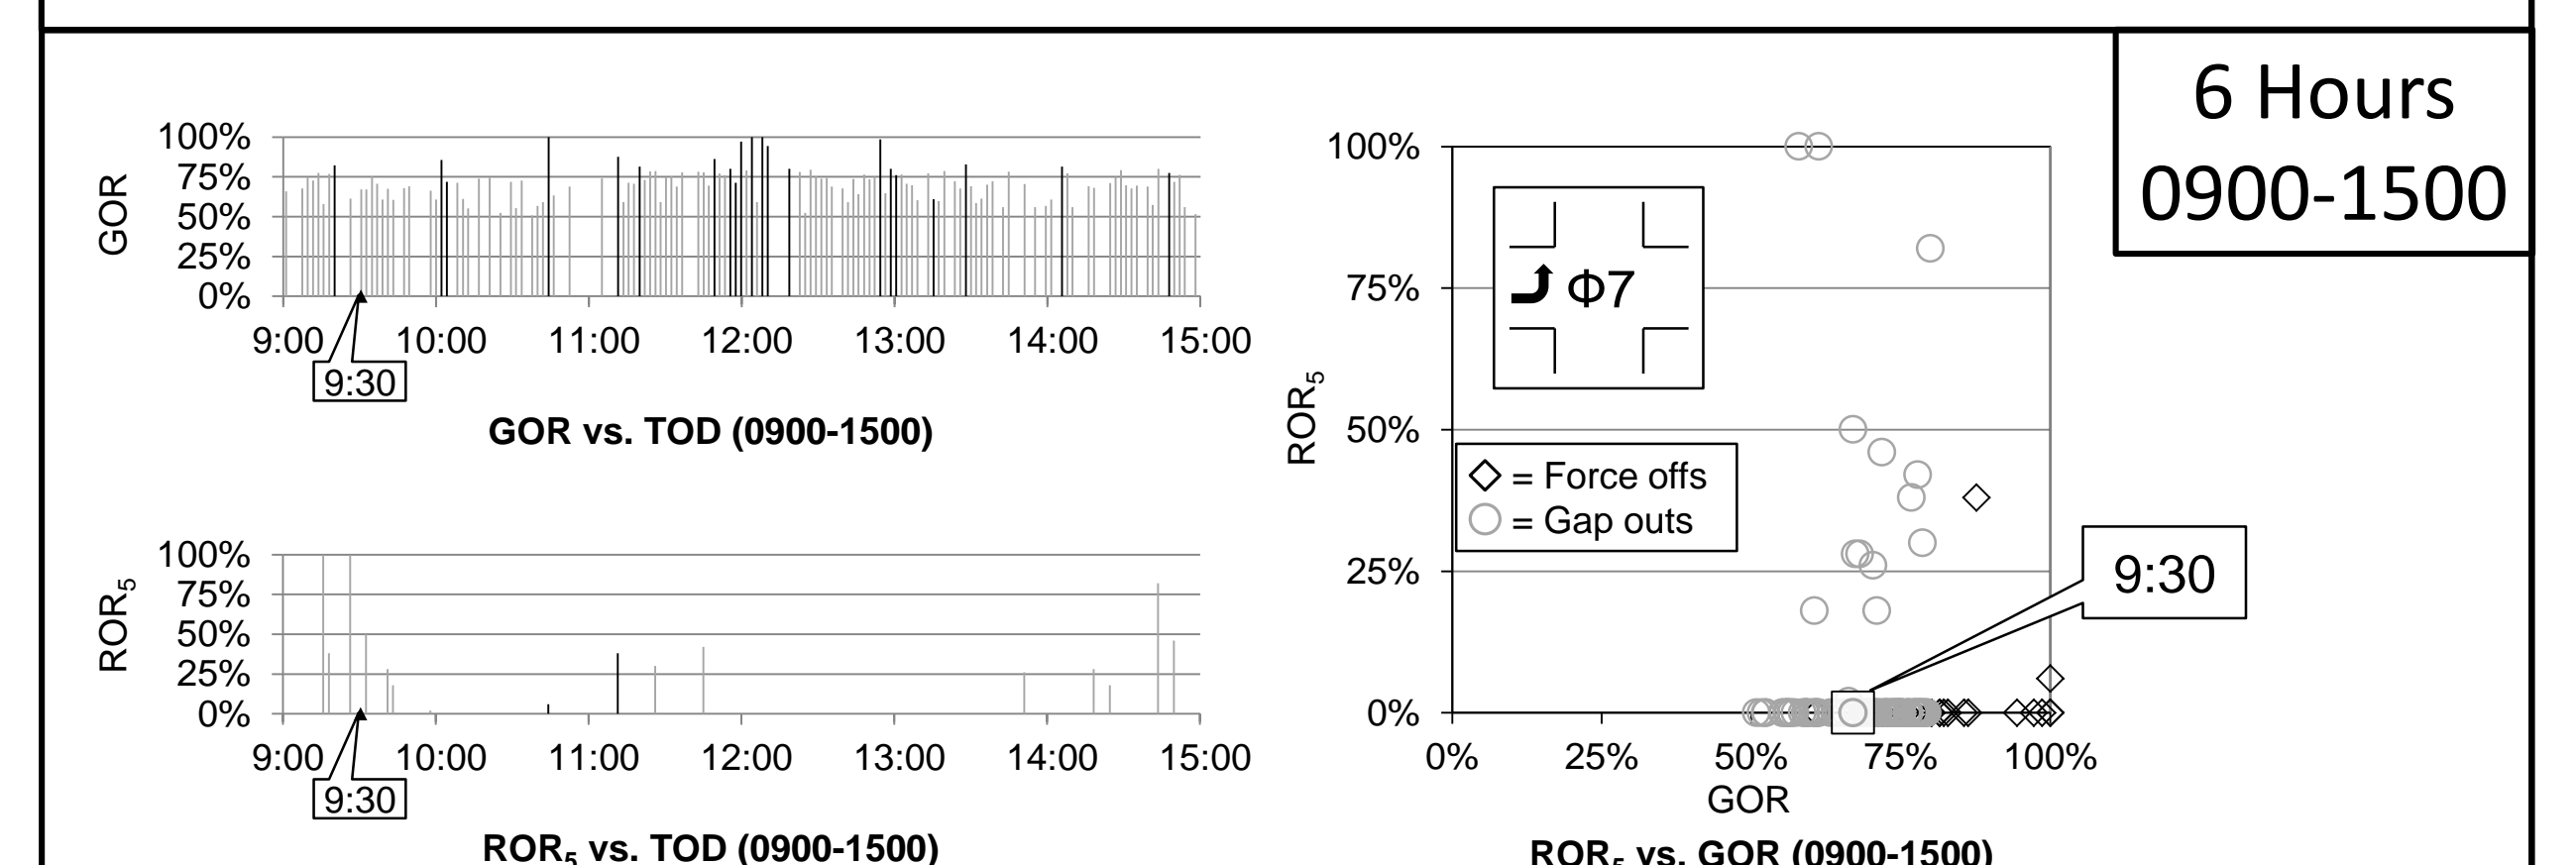 6 Hours
0900-1500
100%
75%
50%
25%
0%
GOR
9:00 10:00 11:00 12:00 13:00 14:00 15:00
9:30
GOR vs. TOD (0900-1500)
100%
75%
50%
25%
0%
ROR5
9:00 10:00 11:00 12:00 13:00 14:00 15:00
9:30
ROR5 vs. TOD (0900-1500)
100%
75%
50%
25%
0%
ROR5
Φ7
= Force offs
= Gap outs
9:30
0% 25% 50% 75% 100%
GOR
ROR5 vs. GOR (0900-1500)